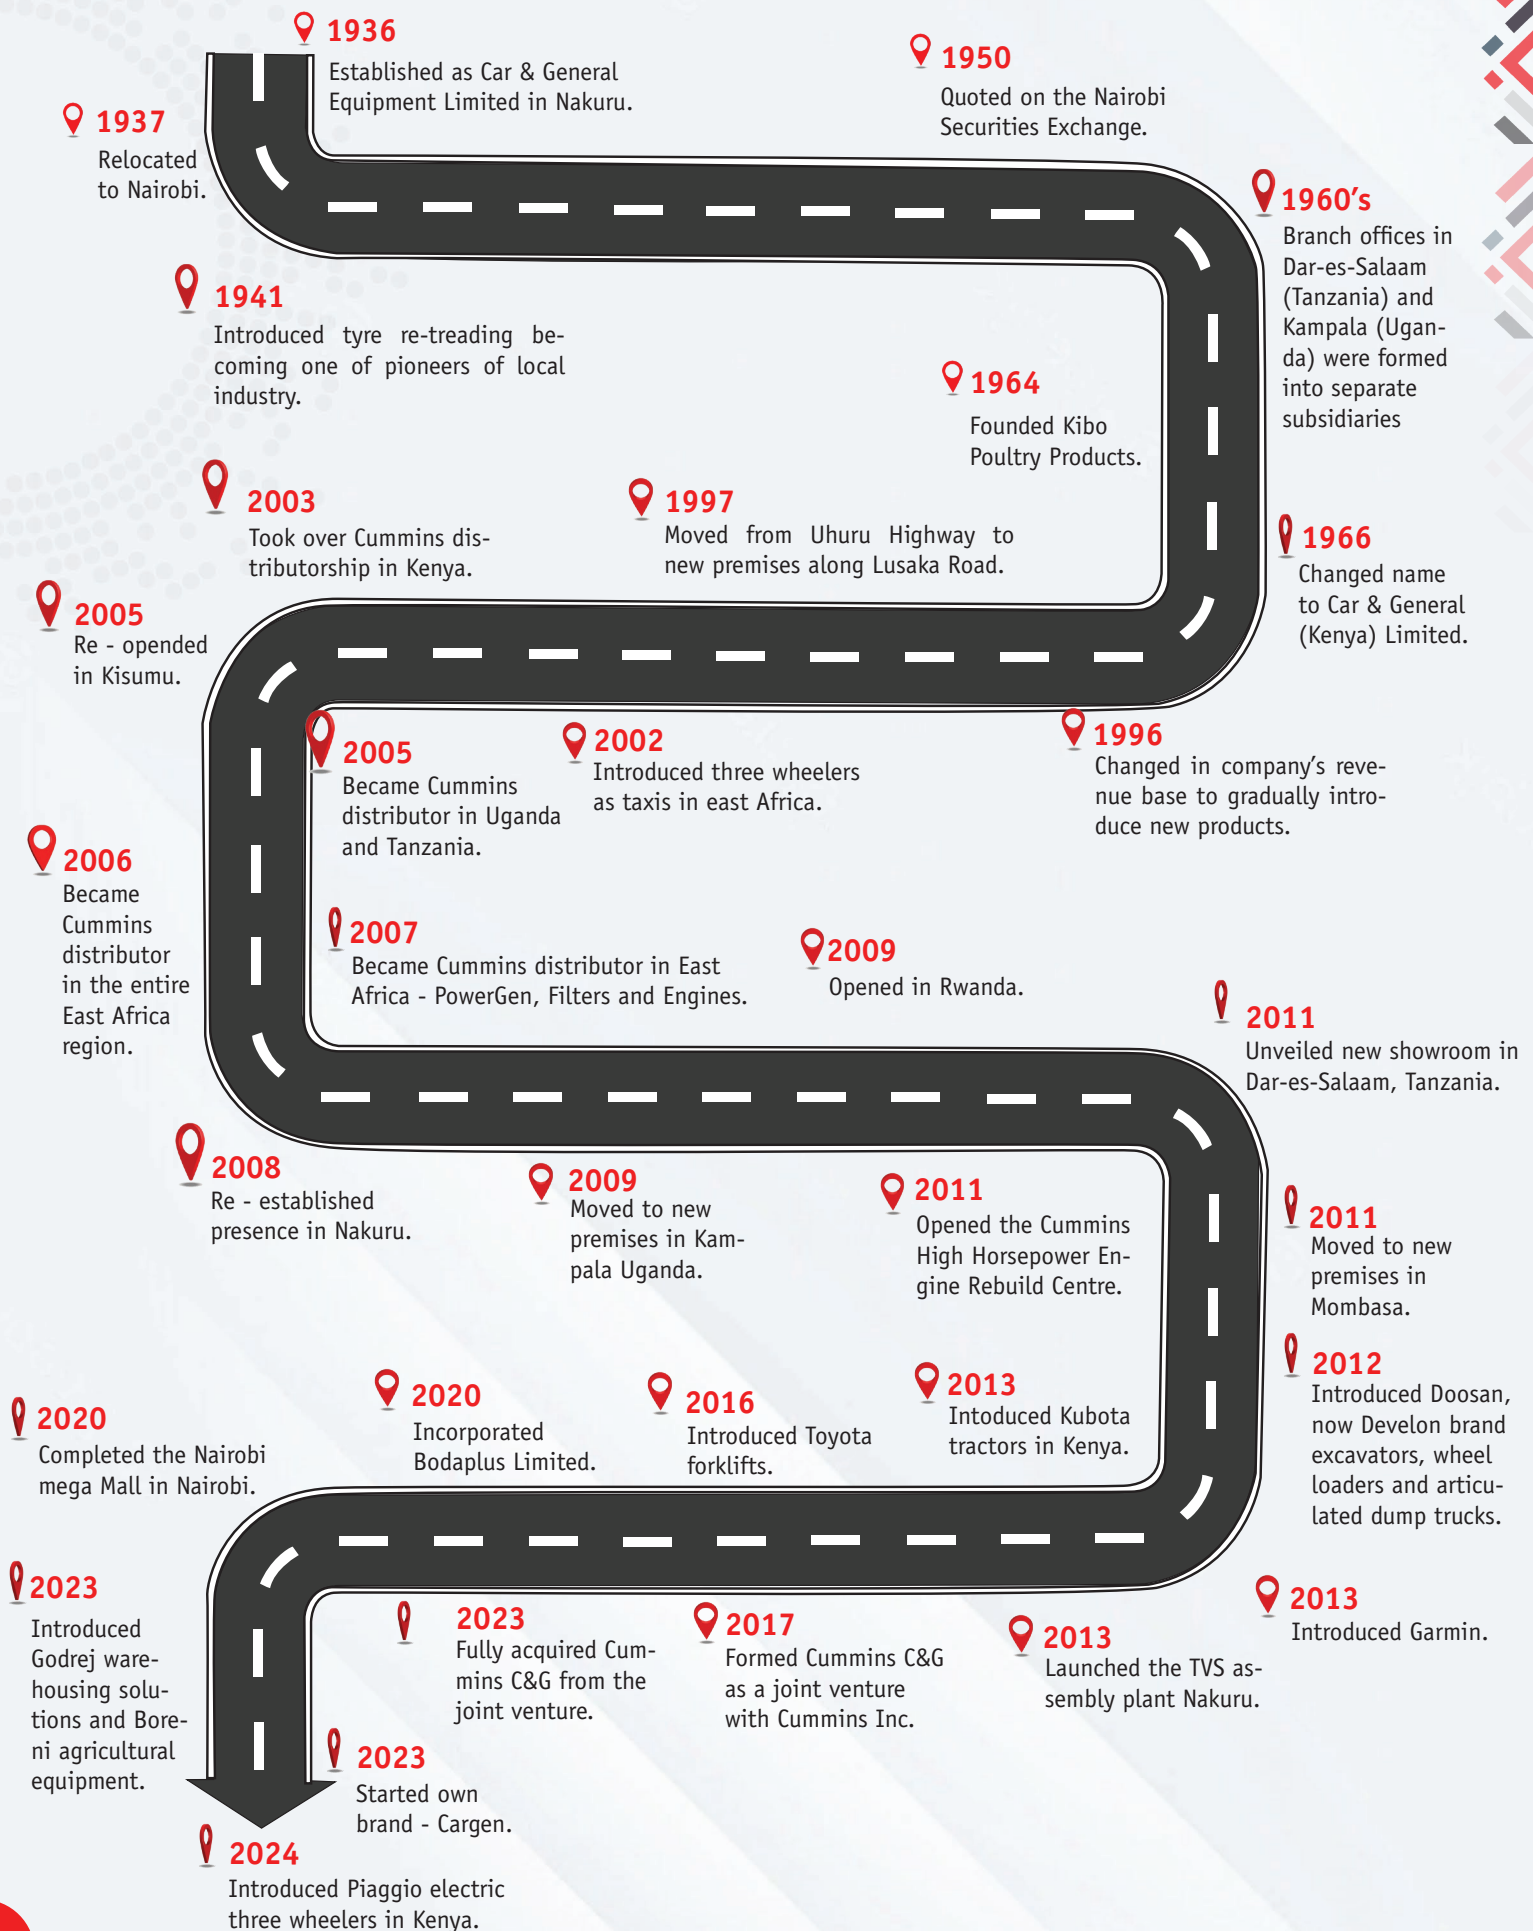 1936
Established as Car & General
Equipment Limited in Nakuru.
1937
Relocated
to Nairobi.
1950
Quoted on the Nairobi
Securities Exchange.
1941
Introduced tyre re-treading be-
coming one of pioneers of local
industry.
1960's
Branch offices in
Dar-es-Salaam
(Tanzania) and
Kampala (Ugan-
da) were formed
into separate
subsidiaries
1964
Founded Kibo
Poultry Products.
1966
Changed name
to Car & General
(Kenya) Limited.
2003
Took over Cummins dis-
tributorship in Kenya.
1997
Moved from Uhuru Highway to
new premises along Lusaka Road.
2005
Re - opended
in Kisumu.
2005
Became Cummins
distributor in Uganda
and Tanzania.
2002
Introduced three wheelers
as taxis in east Africa.
1996
Changed in company's reve-
nue base to gradually intro-
duce new products.
2006
Became
Cummins
distributor
in the entire
East Africa
region.
2007
Became Cummins distributor in East
Africa - PowerGen, Filters and Engines.
2009
Opened in Rwanda.
2011
Unveiled new showroom in
Dar-es-Salaam, Tanzania.
2008
Re - established
presence in Nakuru.
2009
Moved to new
premises in Kam-
pala Uganda.
2011
Opened the Cummins
High Horsepower En-
gine Rebuild Centre.
2011
Moved to new
premises in
Mombasa.
2012
Introduced Doosan,
now Develon brand
excavators, wheel
loaders and articu-
lated dump trucks.
2020
Completed the Nairobi
mega Mall in Nairobi.
2020
Incorporated
Bodaplus Limited.
2016
Introduced Toyota
forklifts.
2013
Intoduced Kubota
tractors in Kenya.
2023
Introduced
Godrej ware-
housing solu-
tions and Bore-
ni agricultural
equipment.
2023
Fully acquired Cum-
mins C&G from the
joint venture.
2017
Formed Cummins C&G
as a joint venture
with Cummins Inc.
2013
Launched the TVS as-
sembly plant Nakuru.
2013
Introduced Garmin.
2023
Started own
brand - Cargen.
2024
Introduced Piaggio electric
three wheelers in Kenya.